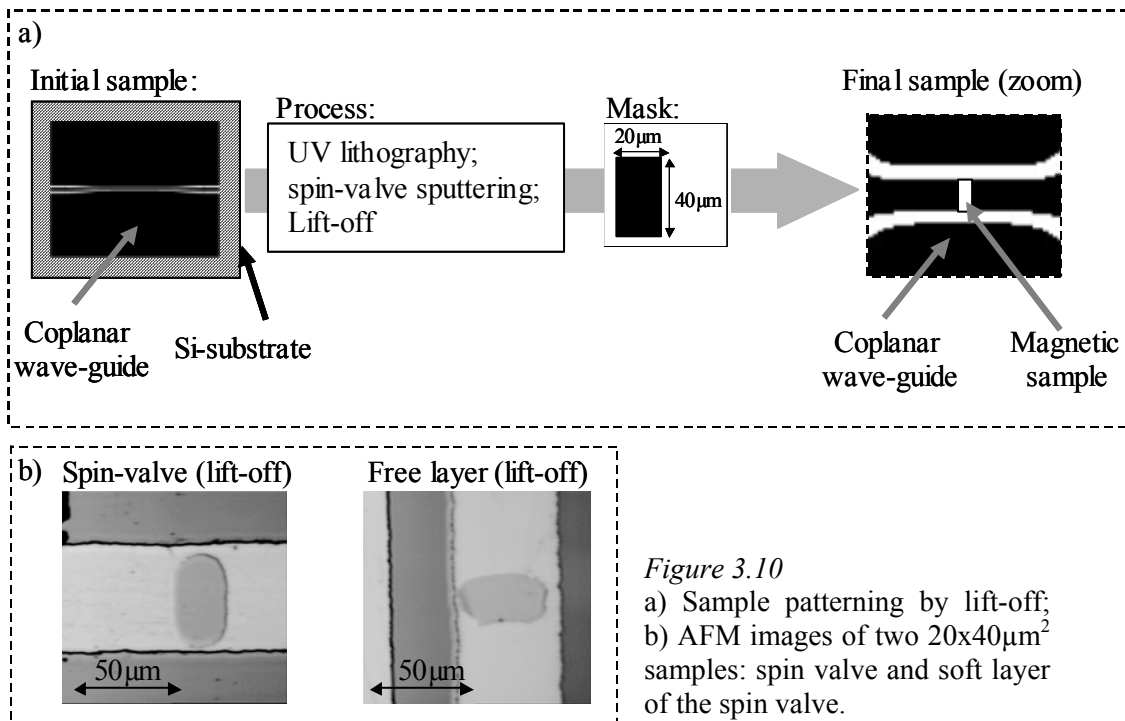 a)
Initial sample:
Process:
UV lithography;
spin-valve sputtering;
Lift-off
Mask:
20µm
40µm
Final sample (zoom)
Coplanar
wave-guide
Si-substrate
Coplanar
wave-guide
Magnetic
sample
b)
Spin-valve (lift-off)
Free layer (lift-off)
50µm
50µm
Figure 3.10
a) Sample patterning by lift-off;
b) AFM images of two 20x40µm²
samples: spin valve and soft layer
of the spin valve.